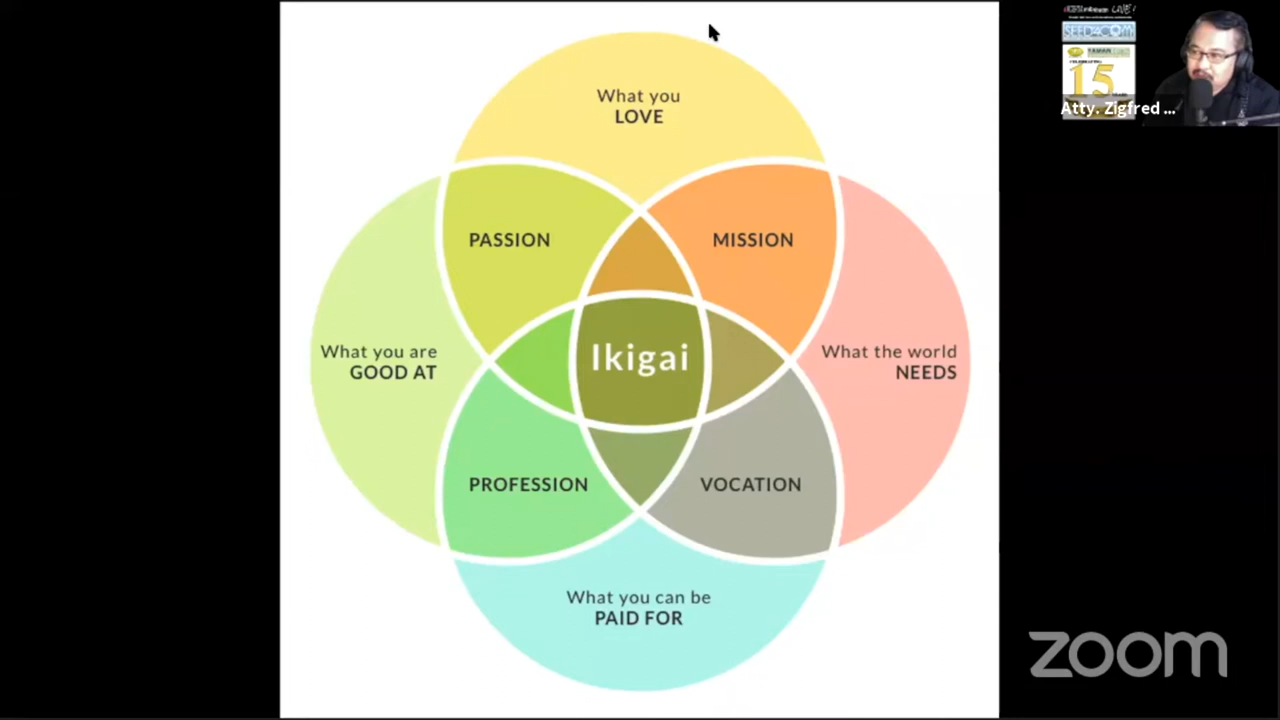 What you
LOVE
PASSION
MISSION
What you are
GOOD AT
Ikigai
What the world
NEEDS
PROFESSION
VOCATION
What you can be
PAID FOR
LIVE!
SEED4COM
15
Atty. Zigfred ...
zoom